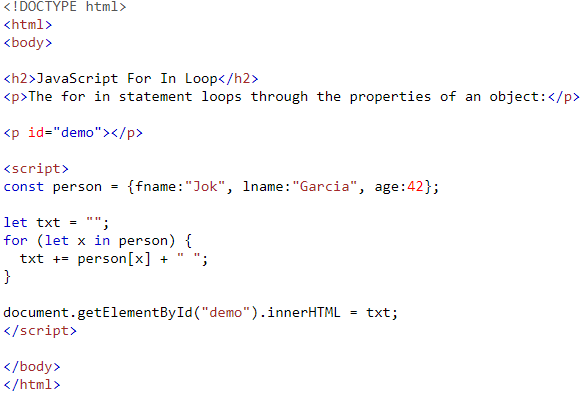 <!DOCTYPE html>
<html>
<body>

<h2>JavaScript For In Loop</h2>
<p>The for in statement loops through the properties of an object:</p>

<p id="demo"></p>

<script>
const person = {fname:"Jok", lname:"Garcia", age:42};

let txt = "";
for (let x in person) {
  txt += person[x] + " ";
}

document.getElementById("demo").innerHTML = txt;
</script>

</body>
</html>